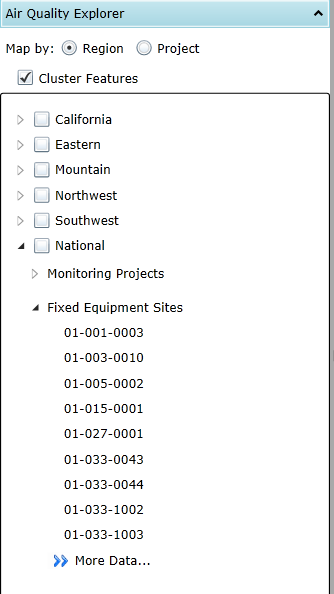 Air Quality Explorer
Map by: Region Project
Cluster Features
California
Eastern
Mountain
Northwest
Southwest
National
Monitoring Projects
Fixed Equipment Sites
01-001-0003
01-003-0010
01-005-0002
01-015-0001
01-027-0001
01-033-0043
01-033-0044
01-033-1002
01-033-1003
More Data...